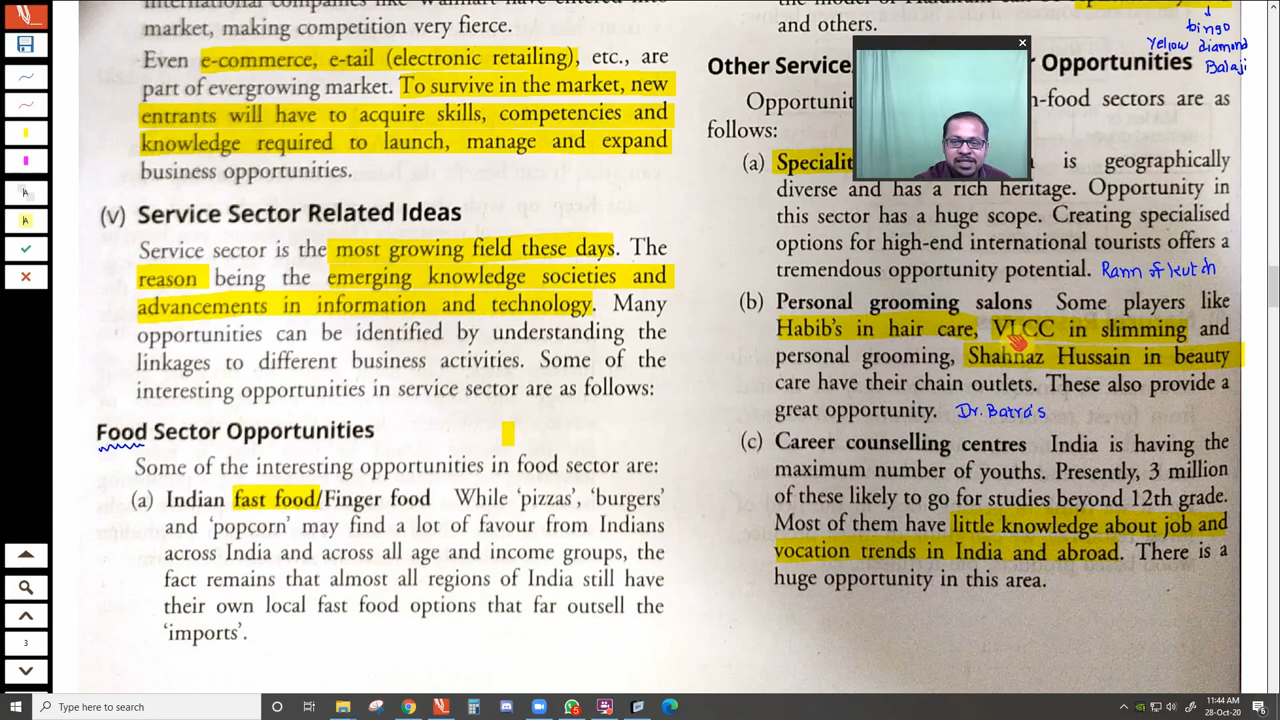 international companies like Walmart have entered into
market, making competition very fierce.
Even e-commerce, e-tail (electronic retailing), etc., are
part of evergrowing market. To survive in the market, new
entrants will have to acquire skills, competencies and
knowledge required to launch, manage and expand
business opportunities.
(v) Service Sector Related Ideas
Service sector is the most growing field these days. The
reason being the emerging knowledge societies and
advancements in information and technology. Many
opportunities can be identified by understanding the
linkages to different business activities. Some of the
interesting opportunities in service sector are as follows:
Food Sector Opportunities
Some of the interesting opportunities in food sector are:
(a) Indian fast food/Finger food While 'pizzas', 'burgers'
and 'popcorn' may find a lot of favour from Indians
across India and across all age and income groups, the
fact remains that almost all regions of India still have
their own local fast food options that far outsell the
'imports'.
and others.
bingo
Yellow diamond
Balaji
Other Service Opportunities
food sectors are as
follows:
(a) is geographically
diverse and has a rich heritage. Opportunity in
this sector has a huge scope. Creating specialised
options for high-end international tourists offers a
tremendous opportunity potential. Rann of kutch
(b) Personal grooming salons Some players like
Habib's in hair care, VLCC in slimming and
personal grooming, Shahnaz Hussain in beauty
care have their chain outlets. These also provide a
great opportunity. Dr. Batra's
(c) Career counselling centres India is having the
maximum number of youths. Presently, 3 million
of these likely to go for studies beyond 12th grade.
Most of them have little knowledge about job and
vocation trends in India and abroad. There is a
huge opportunity in this area.
3
Type here to search
11:44 AM
28-Oct-20
6